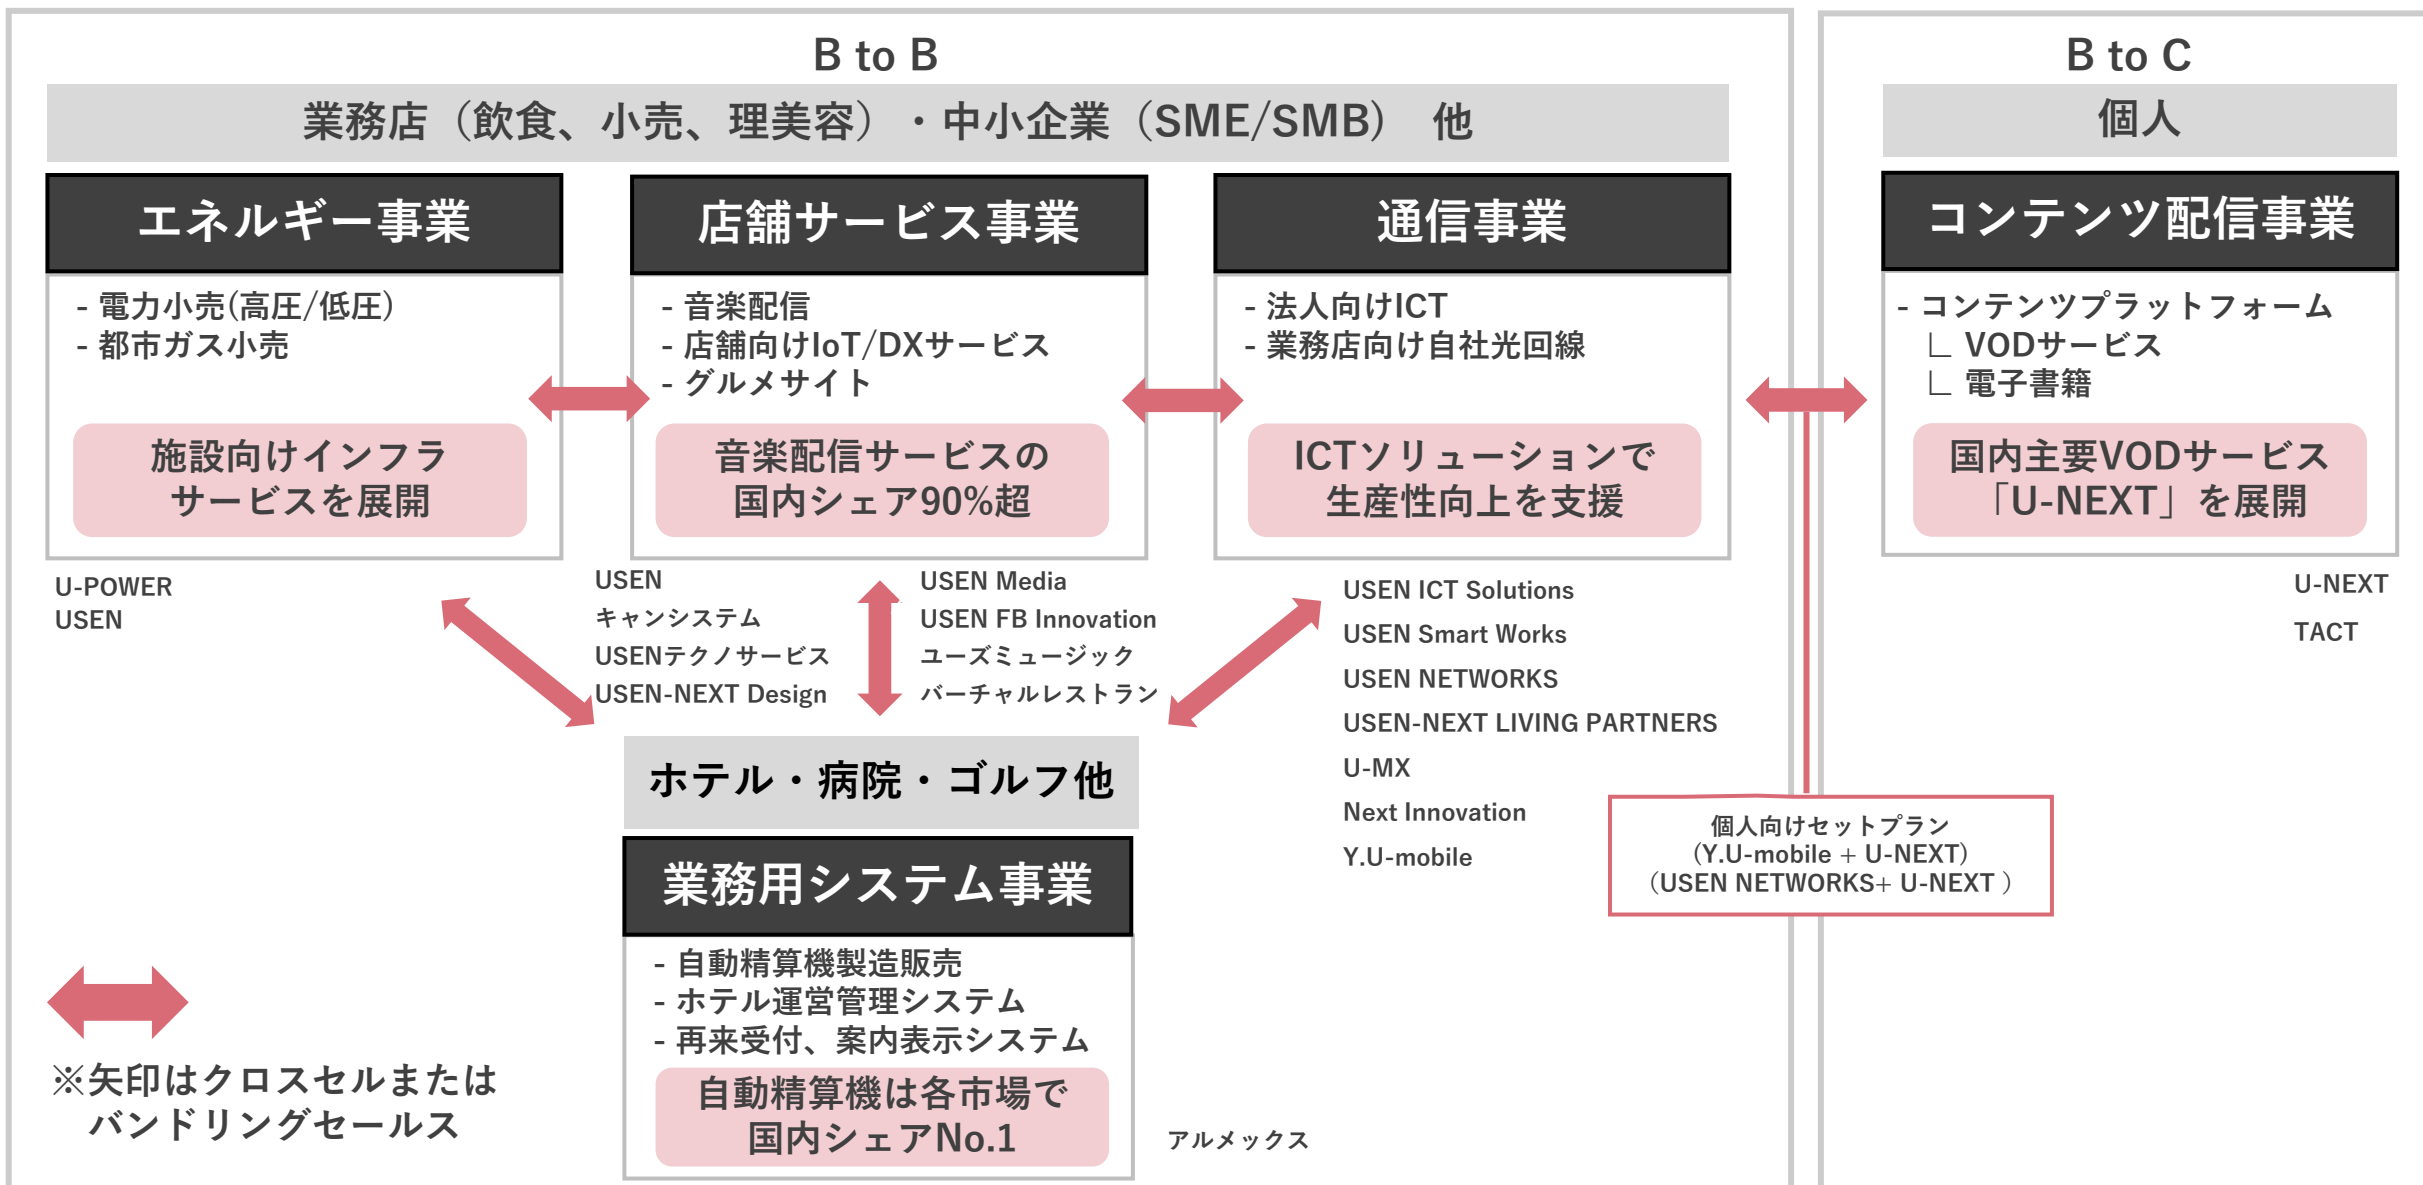 B to B
業務店（飲食、小売、理美容）・中小企業（SME/SMB） 他
エネルギー事業
- 電力小売(高圧/低圧)
- 都市ガス小売
施設向けインフラ
サービスを展開
U-POWER
USEN
店舗サービス事業
- 音楽配信
- 店舗向けIoT/DXサービス
- グルメサイト
音楽配信サービスの
国内シェア90%超
USEN
キャンシステム
USENテクノサービス
USEN-NEXT Design
USEN Media
USEN FB Innovation
ユーズミュージック
バーチャルレストラン
通信事業
- 法人向けICT
- 業務店向け自社光回線
ICTソリューションで
生産性向上を支援
USEN ICT Solutions
USEN Smart Works
USEN NETWORKS
USEN-NEXT LIVING PARTNERS
U-MX
Next Innovation
Y.U-mobile
ホテル・病院・ゴルフ他
業務用システム事業
- 自動精算機製造販売
- ホテル運営管理システム
- 再来受付、案内表示システム
自動精算機は各市場で
国内シェアNo.1
アルメックス
※矢印はクロスセルまたは
バンドリングセールス
B to C
個人
コンテンツ配信事業
- コンテンツプラットフォーム
∟ VODサービス
∟ 電子書籍
国内主要VODサービス
「U-NEXT」を展開
U-NEXT
TACT
個人向けセットプラン
(Y.U-mobile + U-NEXT)
（USEN NETWORKS+ U-NEXT ）